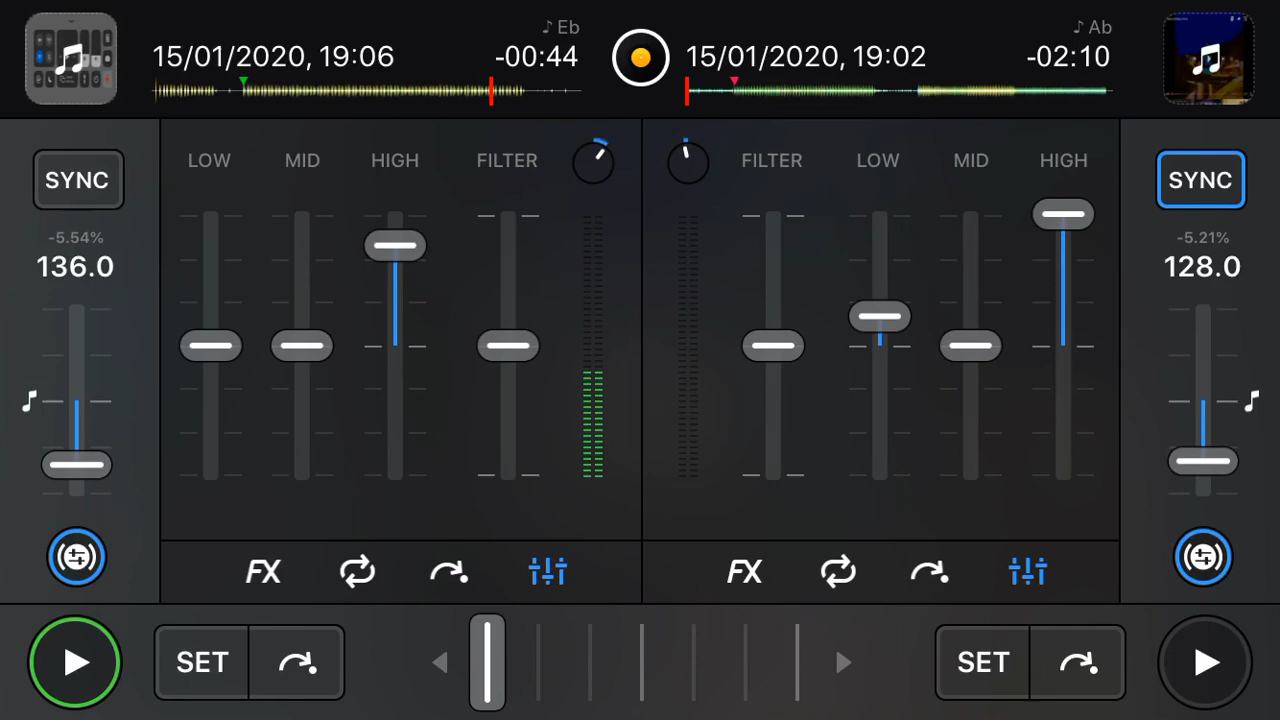 ♪ Eb
♪ Ab
15/01/2020, 19:06
-00:44
15/01/2020, 19:02
-02:10
LOW MID HIGH FILTER
FILTER LOW MID HIGH
SYNC
SYNC
-5.54%
136.0
-5.21%
128.0
FX
FX
SET
SET